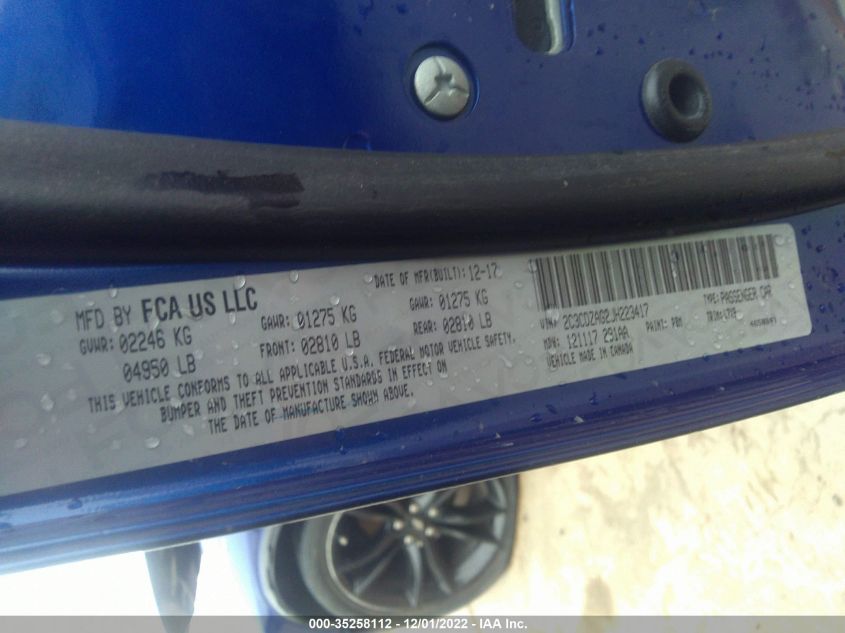 MFD BY FCA US LLC
DATE OF MFR(BUILT): 12-17
GVWR: 02246 KG
04950 LB
GAWR: 01275 KG
FRONT: 02810 LB
GAWR: 01275 KG
REAR: 02810 LB
THIS VEHICLE CONFORMS TO ALL APPLICABLE U.S.A. FEDERAL MOTOR VEHICLE SAFETY,
BUMPER AND THEFT PREVENTION STANDARDS IN EFFECT ON
THE DATE OF MANUFACTURE SHOWN ABOVE.
VIN: 2C3CDZAG2JH223417
TYPE: PASSENGER CAR
MDH: 121117 291AA
PAINT: PBM
TRIM:
VEHICLE MADE IN CANADA
000-35258112 - 12/01/2022 - IAA Inc.